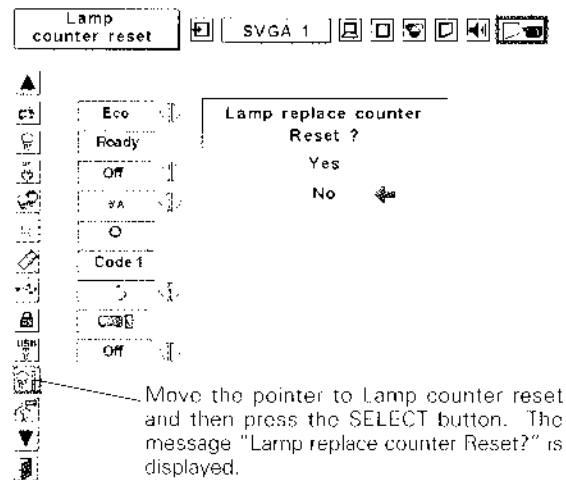 Lamp
counter reset
SVGA 1
Eco
Ready
Off
Code 1
USB
Off
Lamp replace counter
Reset ?
Yes
No
Move the pointer to Lamp counter reset
and then press the SELECT button. The
message "Lamp replace counter Reset?" is
displayed.